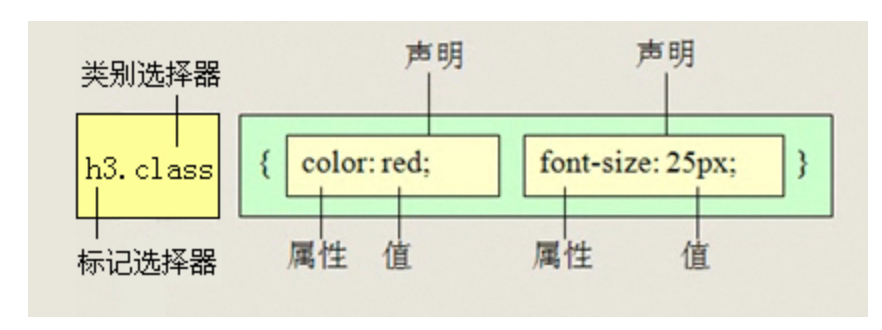 声明 声明
类别选择器
h3.class { color: red; font-size: 25px; }
标记选择器 属性 值 属性 值